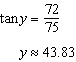 tan y = 72/75
y ≈ 43.83